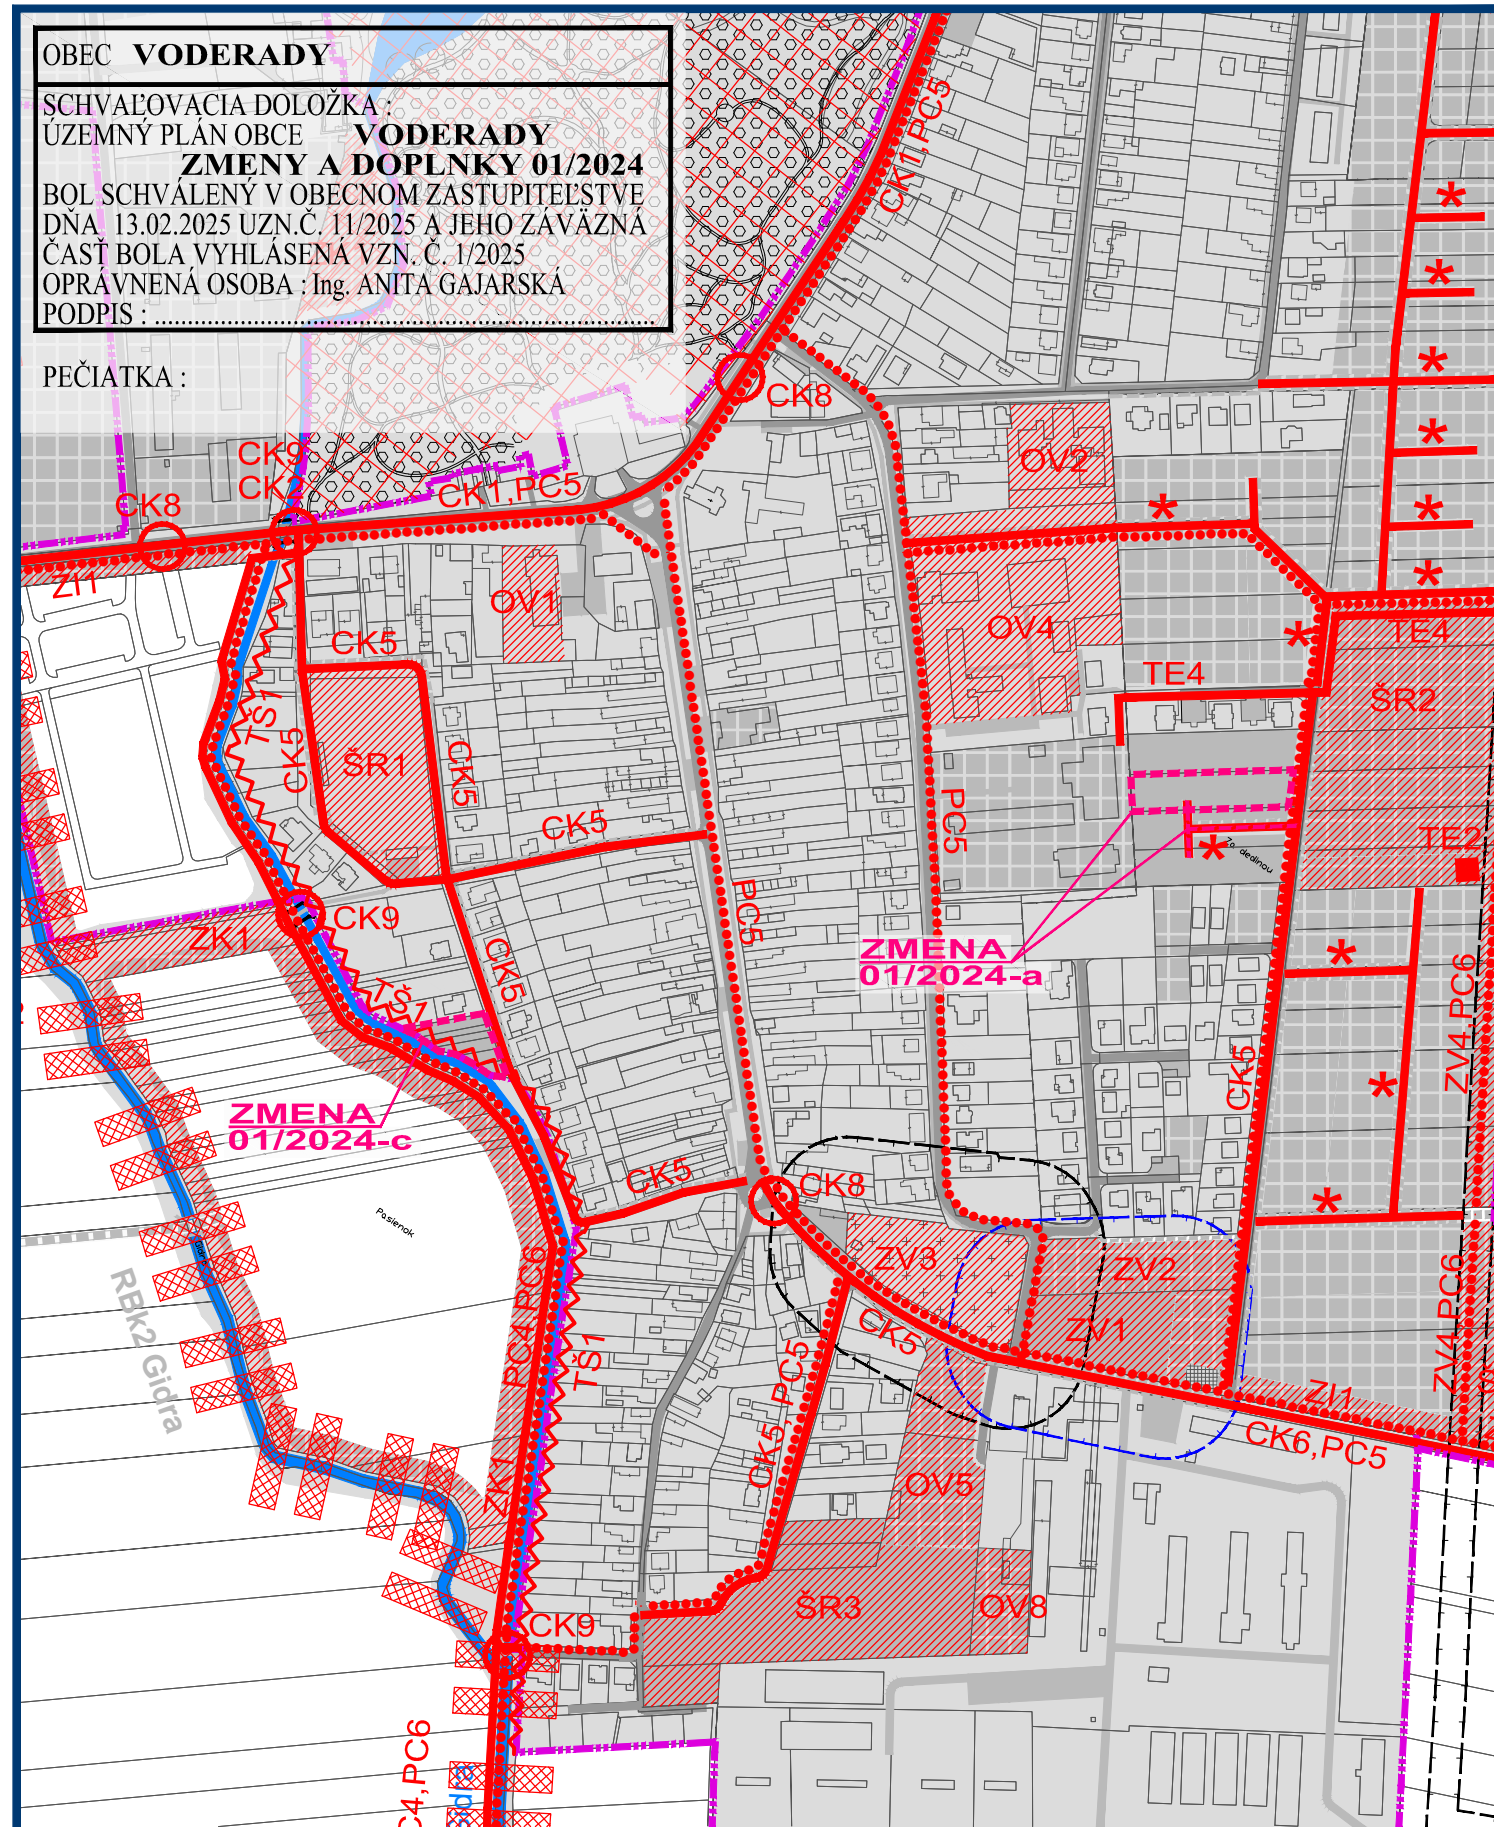 OBEC VODERADY
SCHVAĽOVACIA DOLOŽKA :
ÚZEMNÝ PLÁN OBCE VODERADY
ZMENY A DOPLNKY 01/2024
BOL SCHVÁLENÝ V OBECNOM ZASTUPITEĽSTVE
DŇA 13.02.2025 UZN.Č. 11/2025 A JEHO ZÁVÄZNÁ
ČASŤ BOLA VYHLÁSENÁ VZN. Č. 1/2025
OPRÁVNENÁ OSOBA : Ing. ANITA GAJARSKÁ
PODPIS : ............................................................................
PEČIATKA :
CK1,PC5
CK8
CK9
CK2
CK8
CK1,PC5
OV2
ZI1
OV1
OV4
CK5
TE4
TE4
TŠ1
CK5
ŠR1
CK5
ŠR2
CK5
PC5
TE2
za dedinou
PC5
CK9
ZK1
CK5
TŠ1
ZMENA
01/2024-a
ZV4,PC6
CK5
ZMENA
01/2024-c
CK5
CK8
Pasienok
Gidra
ZV3
ZV2
ZV1
RBk2 Gidra
PC4,PC6
TŠ1
CK5
CK5, PC5
ZV4,PC6
ZI1
CK6,PC5
ZK1
OV5
ŠR3
OV8
CK9
C4,PC6
Gidra